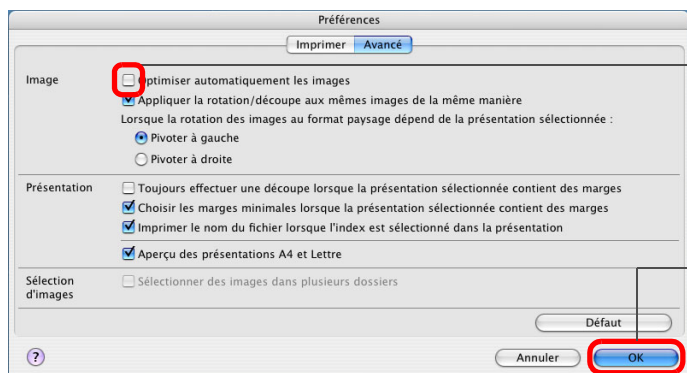 Préférences
Imprimer Avancé
Image
Optimiser automatiquement les images
Appliquer la rotation/découpe aux mêmes images de la même manière
Lorsque la rotation des images au format paysage dépend de la présentation sélectionnée :
Pivoter à gauche
Pivoter à droite
Présentation
Toujours effectuer une découpe lorsque la présentation sélectionnée contient des marges
Choisir les marges minimales lorsque la présentation sélectionnée contient des marges
Imprimer le nom du fichier lorsque l'index est sélectionné dans la présentation
Aperçu des présentations A4 et Lettre
Sélection
d'images
Sélectionner des images dans plusieurs dossiers
Défaut
?
Annuler
OK